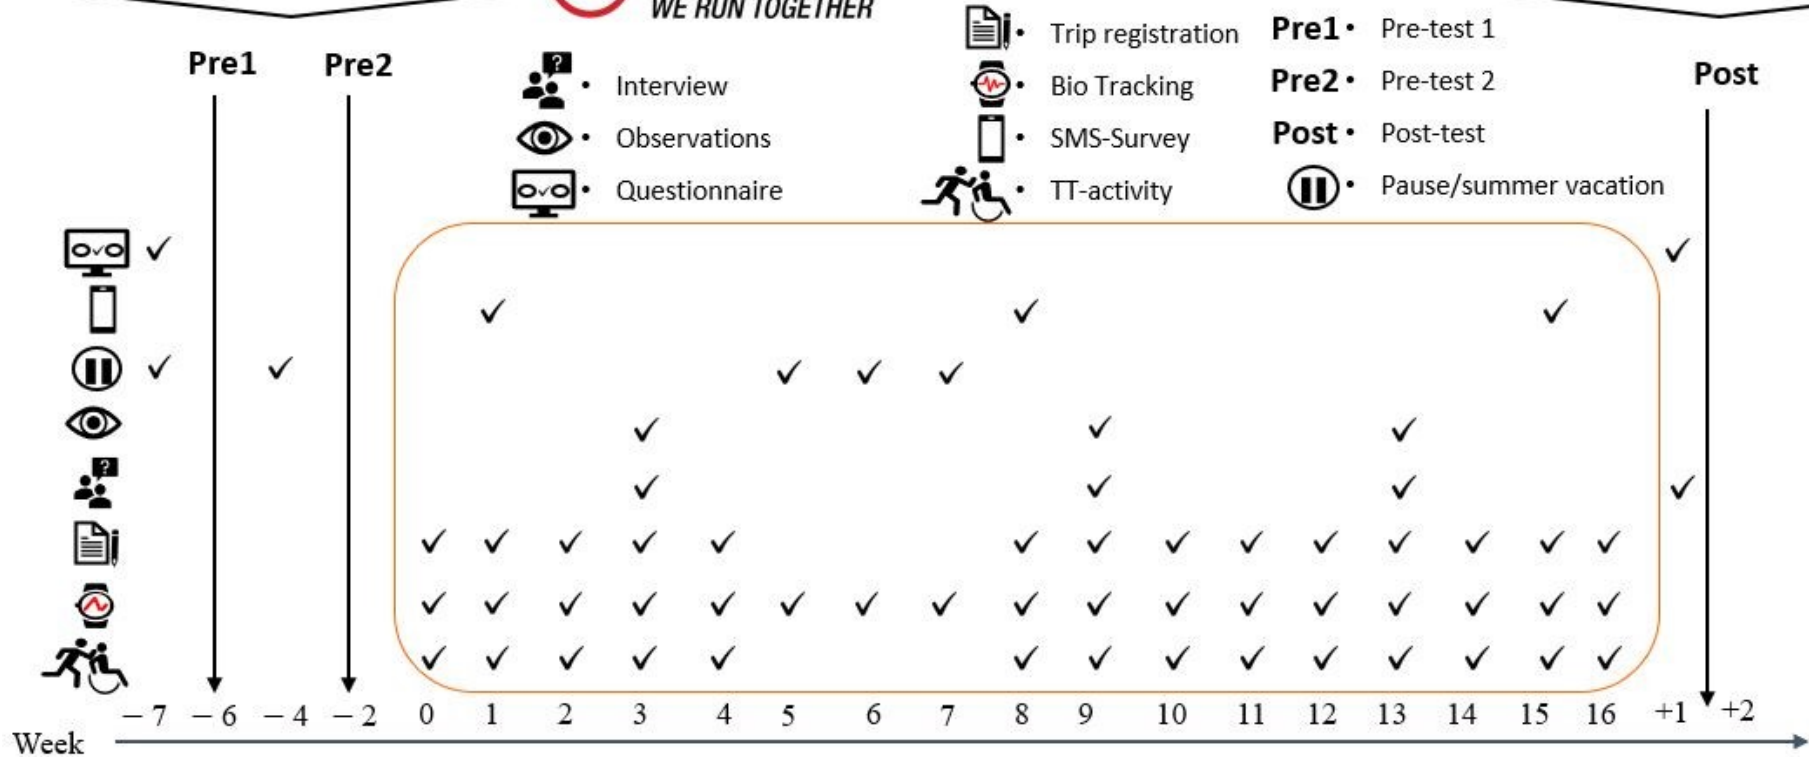 WE RUN TOGETHER
Pre1
Pre2
Interview
Observations
Questionnaire
Trip registration
Bio Tracking
SMS-Survey
TT-activity
Pre1 • Pre-test 1
Pre2 • Pre-test 2
Post • Post-test
Pause/summer vacation
Post
−7 −6 −4 −2 0 1 2 3 4 5 6 7 8 9 10 11 12 13 14 15 16 +1 +2
Week